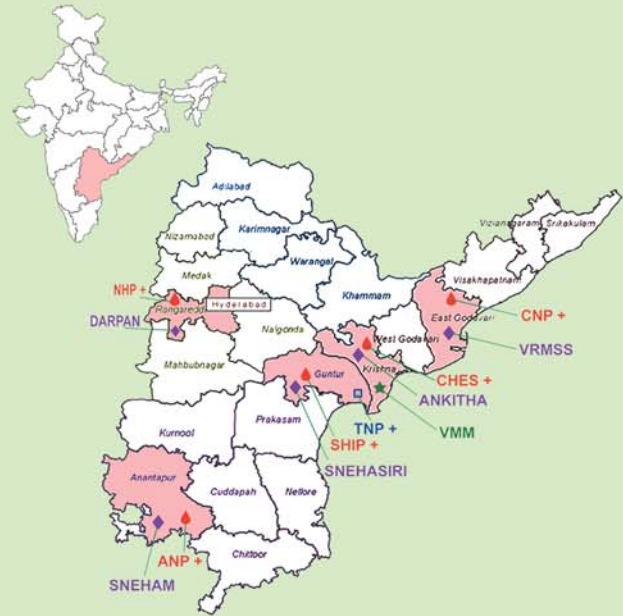 Adilabad
Nizamabad
Karimnagar
Vizianagaram
Srikakulam
Medak
Warangal
Visakhapatnam
NHP +
Rangareddi
Hyderabad
Khammam
East Godavari
CNP +
DARPAN
Nalgonda
West Godavari
VRMSS
Mahbubnagar
Krishna
CHES +
Guntur
ANKITHA
Prakasam
TNP +
VMM
Kurnool
SHIP +
SNEHASIRI
Anantapur
Cuddapah
Nellore
Chittoor
ANP +
SNEHAM